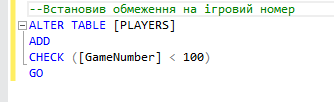 --Встановив обмеження на ігровий номер
ALTER TABLE [PLAYERS]
ADD
CHECK ([GameNumber] < 100)
GO